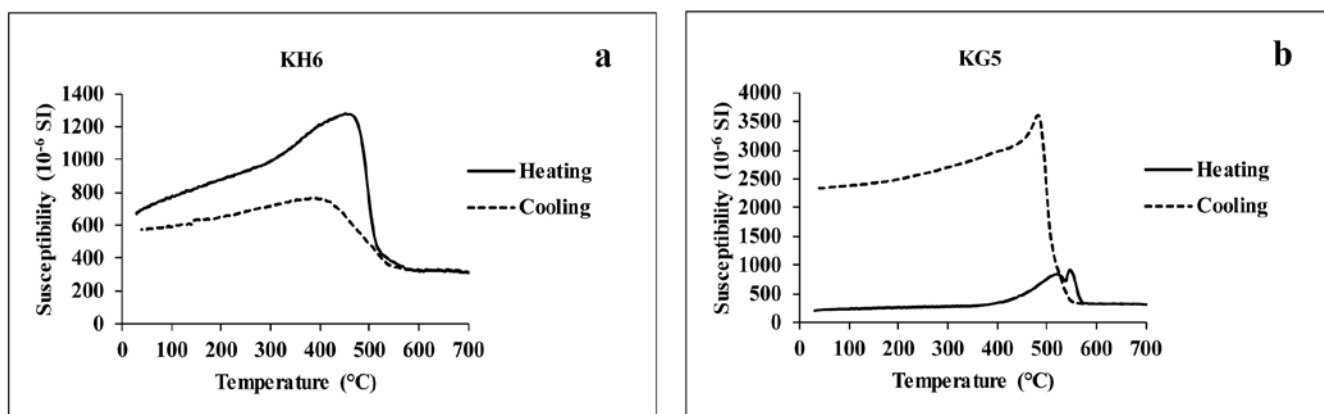 KH6
a
1400
1200
1000
800
600
400
200
0
Susceptibility (10⁻⁶ SI)
0 100 200 300 400 500 600 700
Temperature (°C)
Heating
Cooling
KG5
b
4000
3500
3000
2500
2000
1500
1000
500
0
Susceptibility (10⁻⁶ SI)
0 100 200 300 400 500 600 700
Temperature (°C)
Heating
Cooling